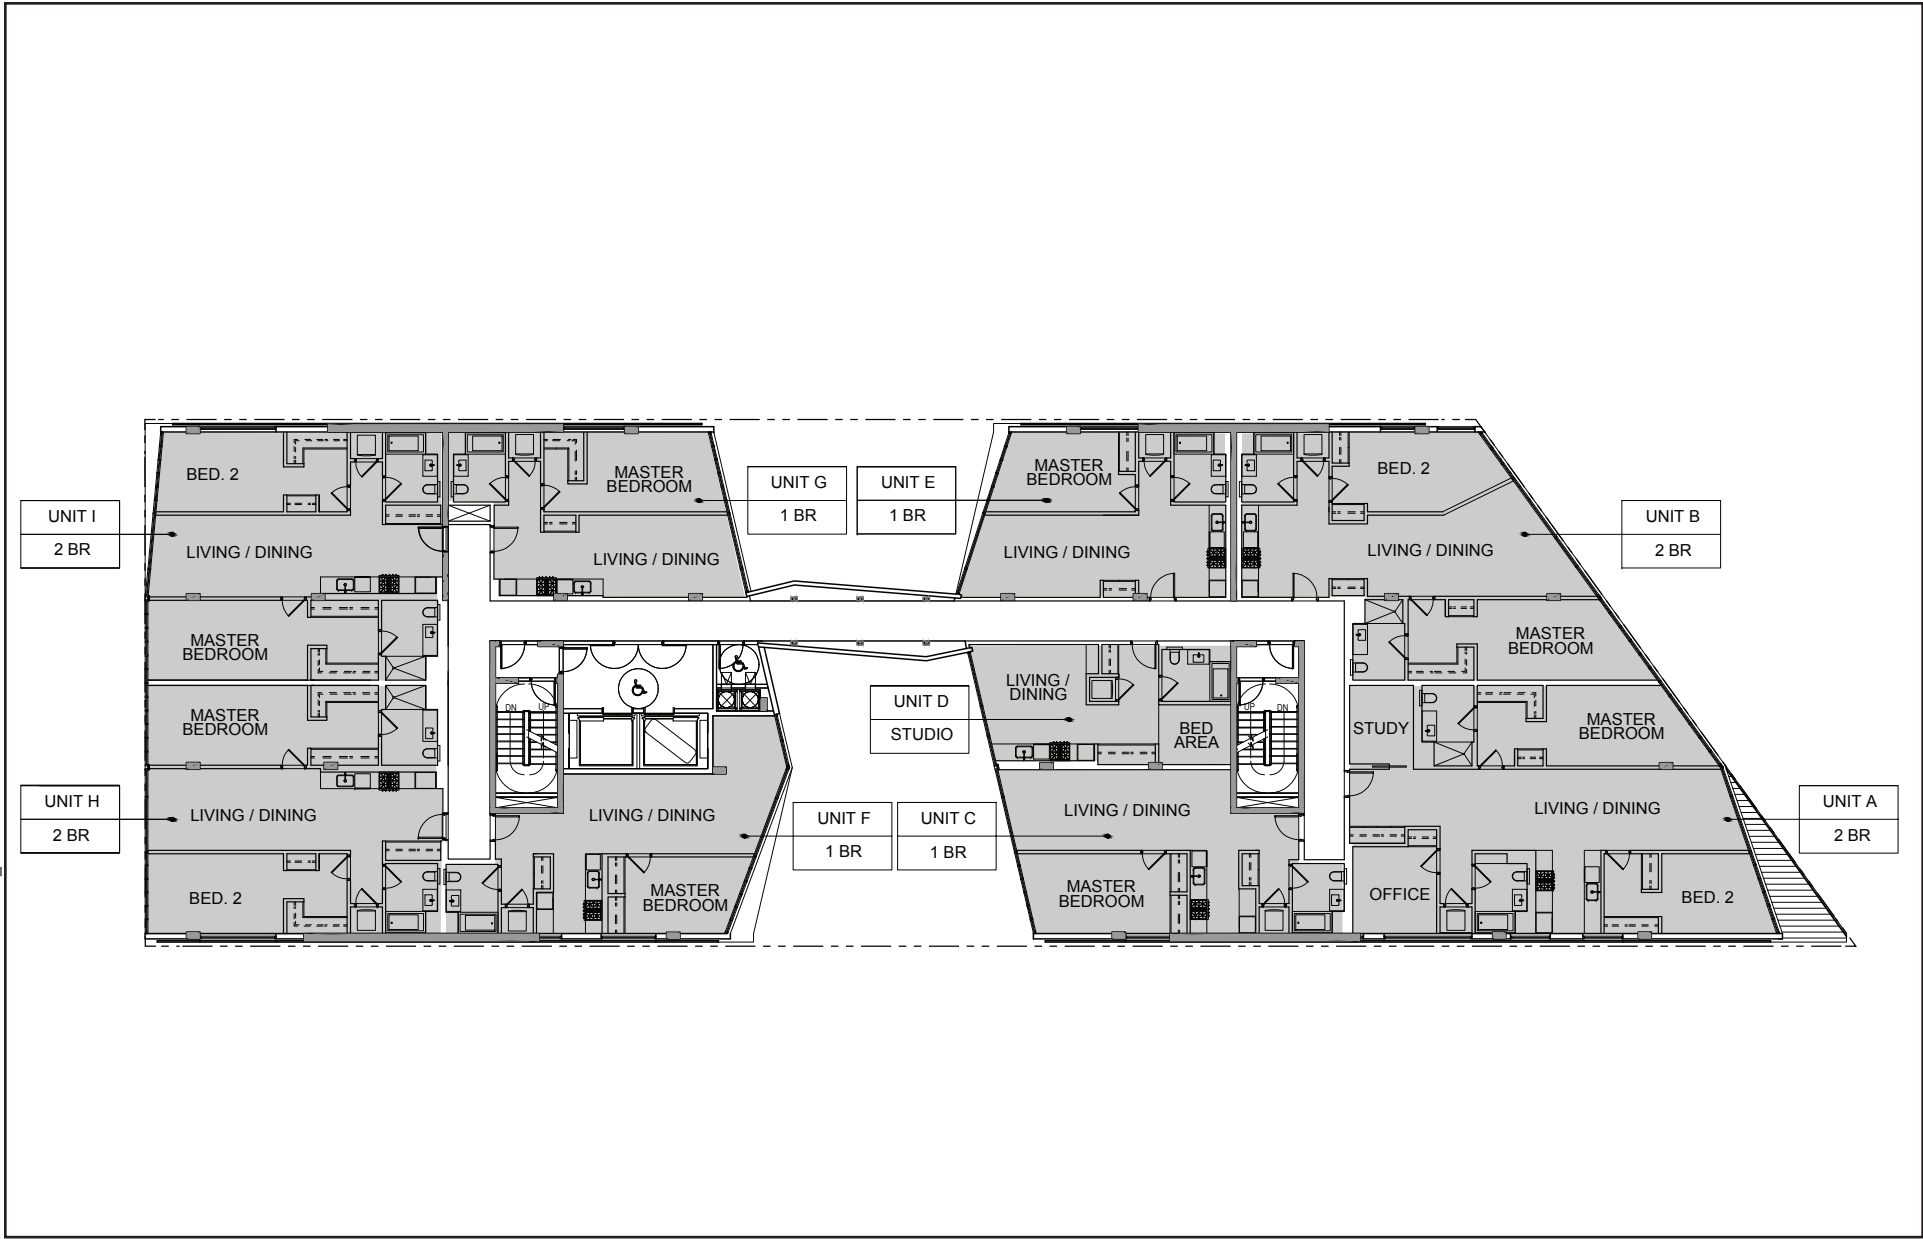 BED. 2
MASTER
BEDROOM
UNIT G
1 BR
UNIT E
1 BR
MASTER
BEDROOM
BED. 2
UNIT I
2 BR
LIVING / DINING
LIVING / DINING
LIVING / DINING
LIVING / DINING
UNIT B
2 BR
MASTER
BEDROOM
MASTER
BEDROOM
MASTER
BEDROOM
DN
UP
UNIT D
STUDIO
LIVING /
DINING
BED
AREA
UP
DN
STUDY
MASTER
BEDROOM
UNIT H
2 BR
LIVING / DINING
LIVING / DINING
UNIT F
1 BR
UNIT C
1 BR
LIVING / DINING
LIVING / DINING
UNIT A
2 BR
BED. 2
MASTER
BEDROOM
MASTER
BEDROOM
OFFICE
BED. 2